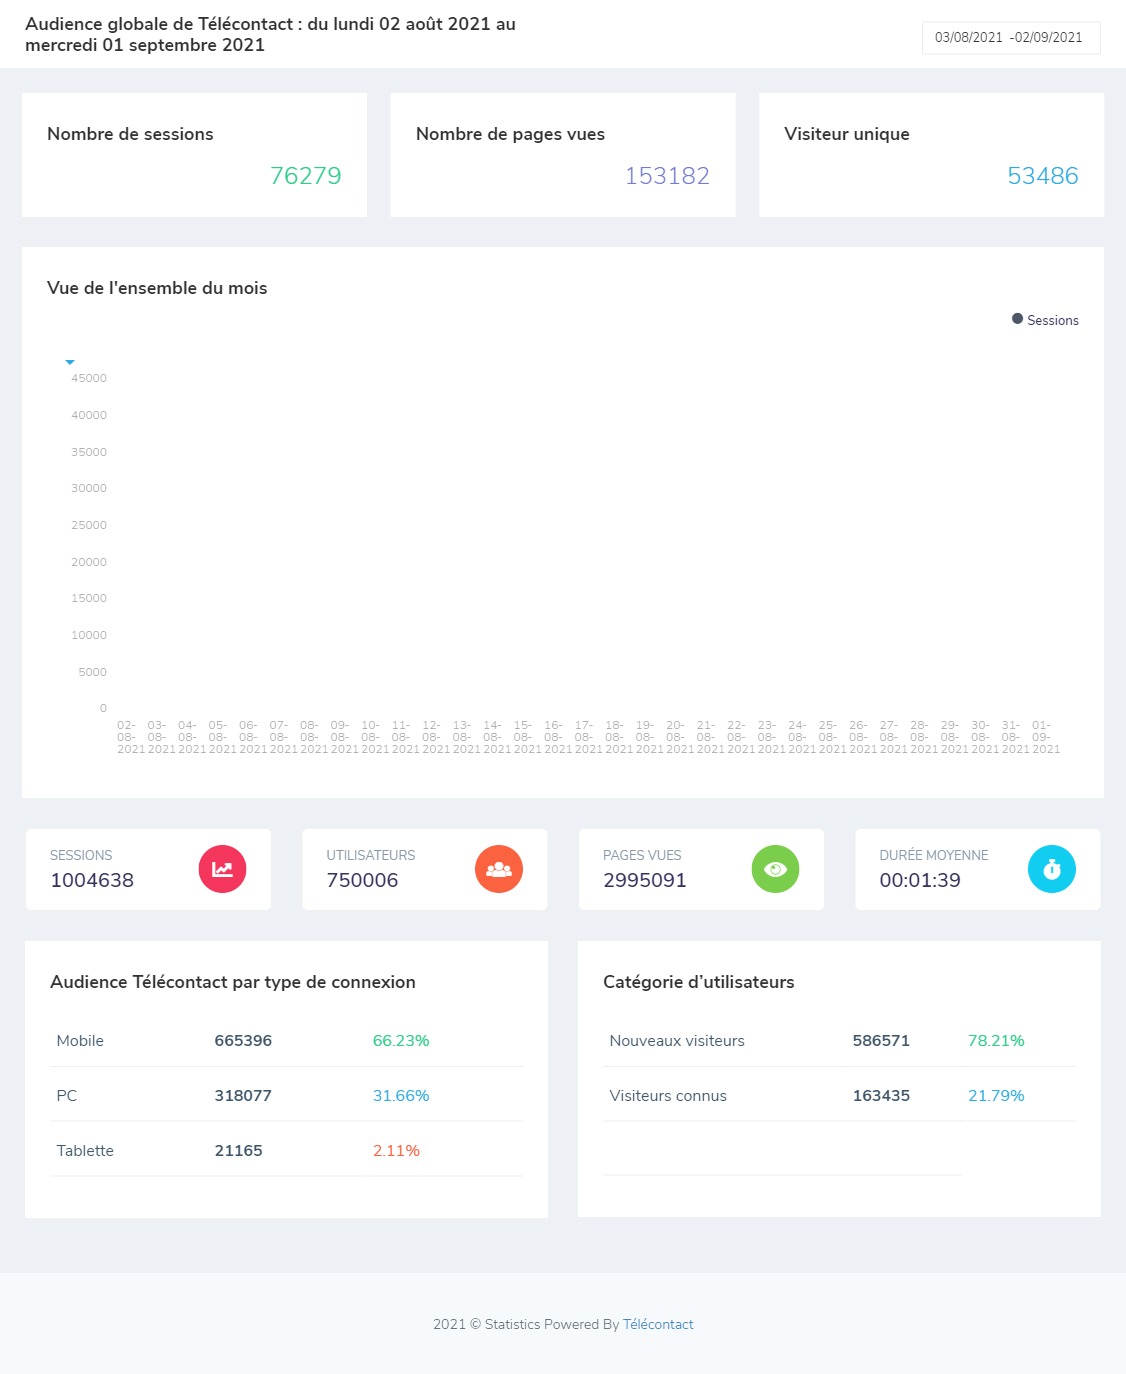 Audience globale de Télécontact : du lundi 02 août 2021 au
mercredi 01 septembre 2021
03/08/2021 -02/09/2021
Nombre de sessions
76279
Nombre de pages vues
153182
Visiteur unique
53486
Vue de l'ensemble du mois
Sessions
45000
40000
35000
30000
25000
20000
15000
10000
5000
0
02-08-2021 03-08-2021 04-08-2021 05-08-2021 06-08-2021 07-08-2021 08-08-2021 09-08-2021 10-08-2021 11-08-2021 12-08-2021 13-08-2021 14-08-2021 15-08-2021 16-08-2021 17-08-2021 18-08-2021 19-08-2021 20-08-2021 21-08-2021 22-08-2021 23-08-2021 24-08-2021 25-08-2021 26-08-2021 27-08-2021 28-08-2021 29-08-2021 30-08-2021 31-08-2021 01-09-2021
SESSIONS
1004638
UTILISATEURS
750006
PAGES VUES
2995091
DURÉE MOYENNE
00:01:39
Audience Télécontact par type de connexion
Mobile 665396 66.23%
PC 318077 31.66%
Tablette 21165 2.11%
Catégorie d’utilisateurs
Nouveaux visiteurs 586571 78.21%
Visiteurs connus 163435 21.79%
2021 © Statistics Powered By Télécontact